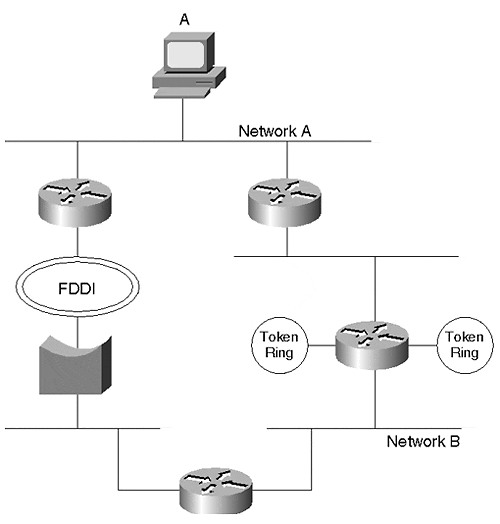 A
Network A
FDDI
Token
Ring
Token
Ring
Network B